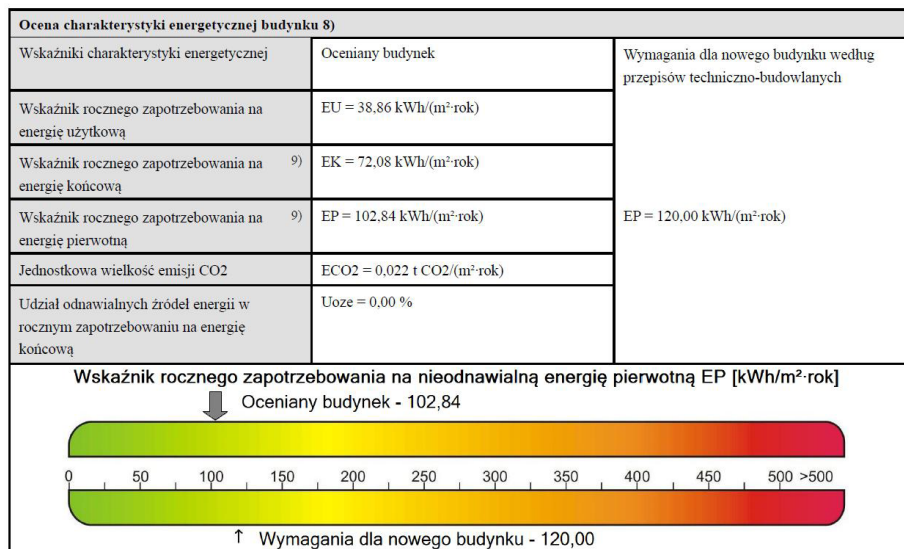 Ocena charakterystyki energetycznej budynku 8)
Wskaźniki charakterystyki energetycznej
Oceniany budynek
Wymagania dla nowego budynku według
przepisów techniczno-budowlanych
Wskaźnik rocznego zapotrzebowania na
energię użytkową
EU = 38,86 kWh/(m²·rok)
Wskaźnik rocznego zapotrzebowania na 9)
energię końcową
EK = 72,08 kWh/(m²·rok)
Wskaźnik rocznego zapotrzebowania na 9)
energię pierwotną
EP = 102,84 kWh/(m²·rok)
EP = 120,00 kWh/(m²·rok)
Jednostkowa wielkość emisji CO2
ECO2 = 0,022 t CO2/(m²·rok)
Udział odnawialnych źródeł energii w
rocznym zapotrzebowaniu na energię
końcową
Uoze = 0,00 %
Wskaźnik rocznego zapotrzebowania na nieodnawialną energię pierwotną EP [kWh/m²·rok]
Oceniany budynek - 102,84
0 50 100 150 200 250 300 350 400 450 500 >500
↑ Wymagania dla nowego budynku - 120,00